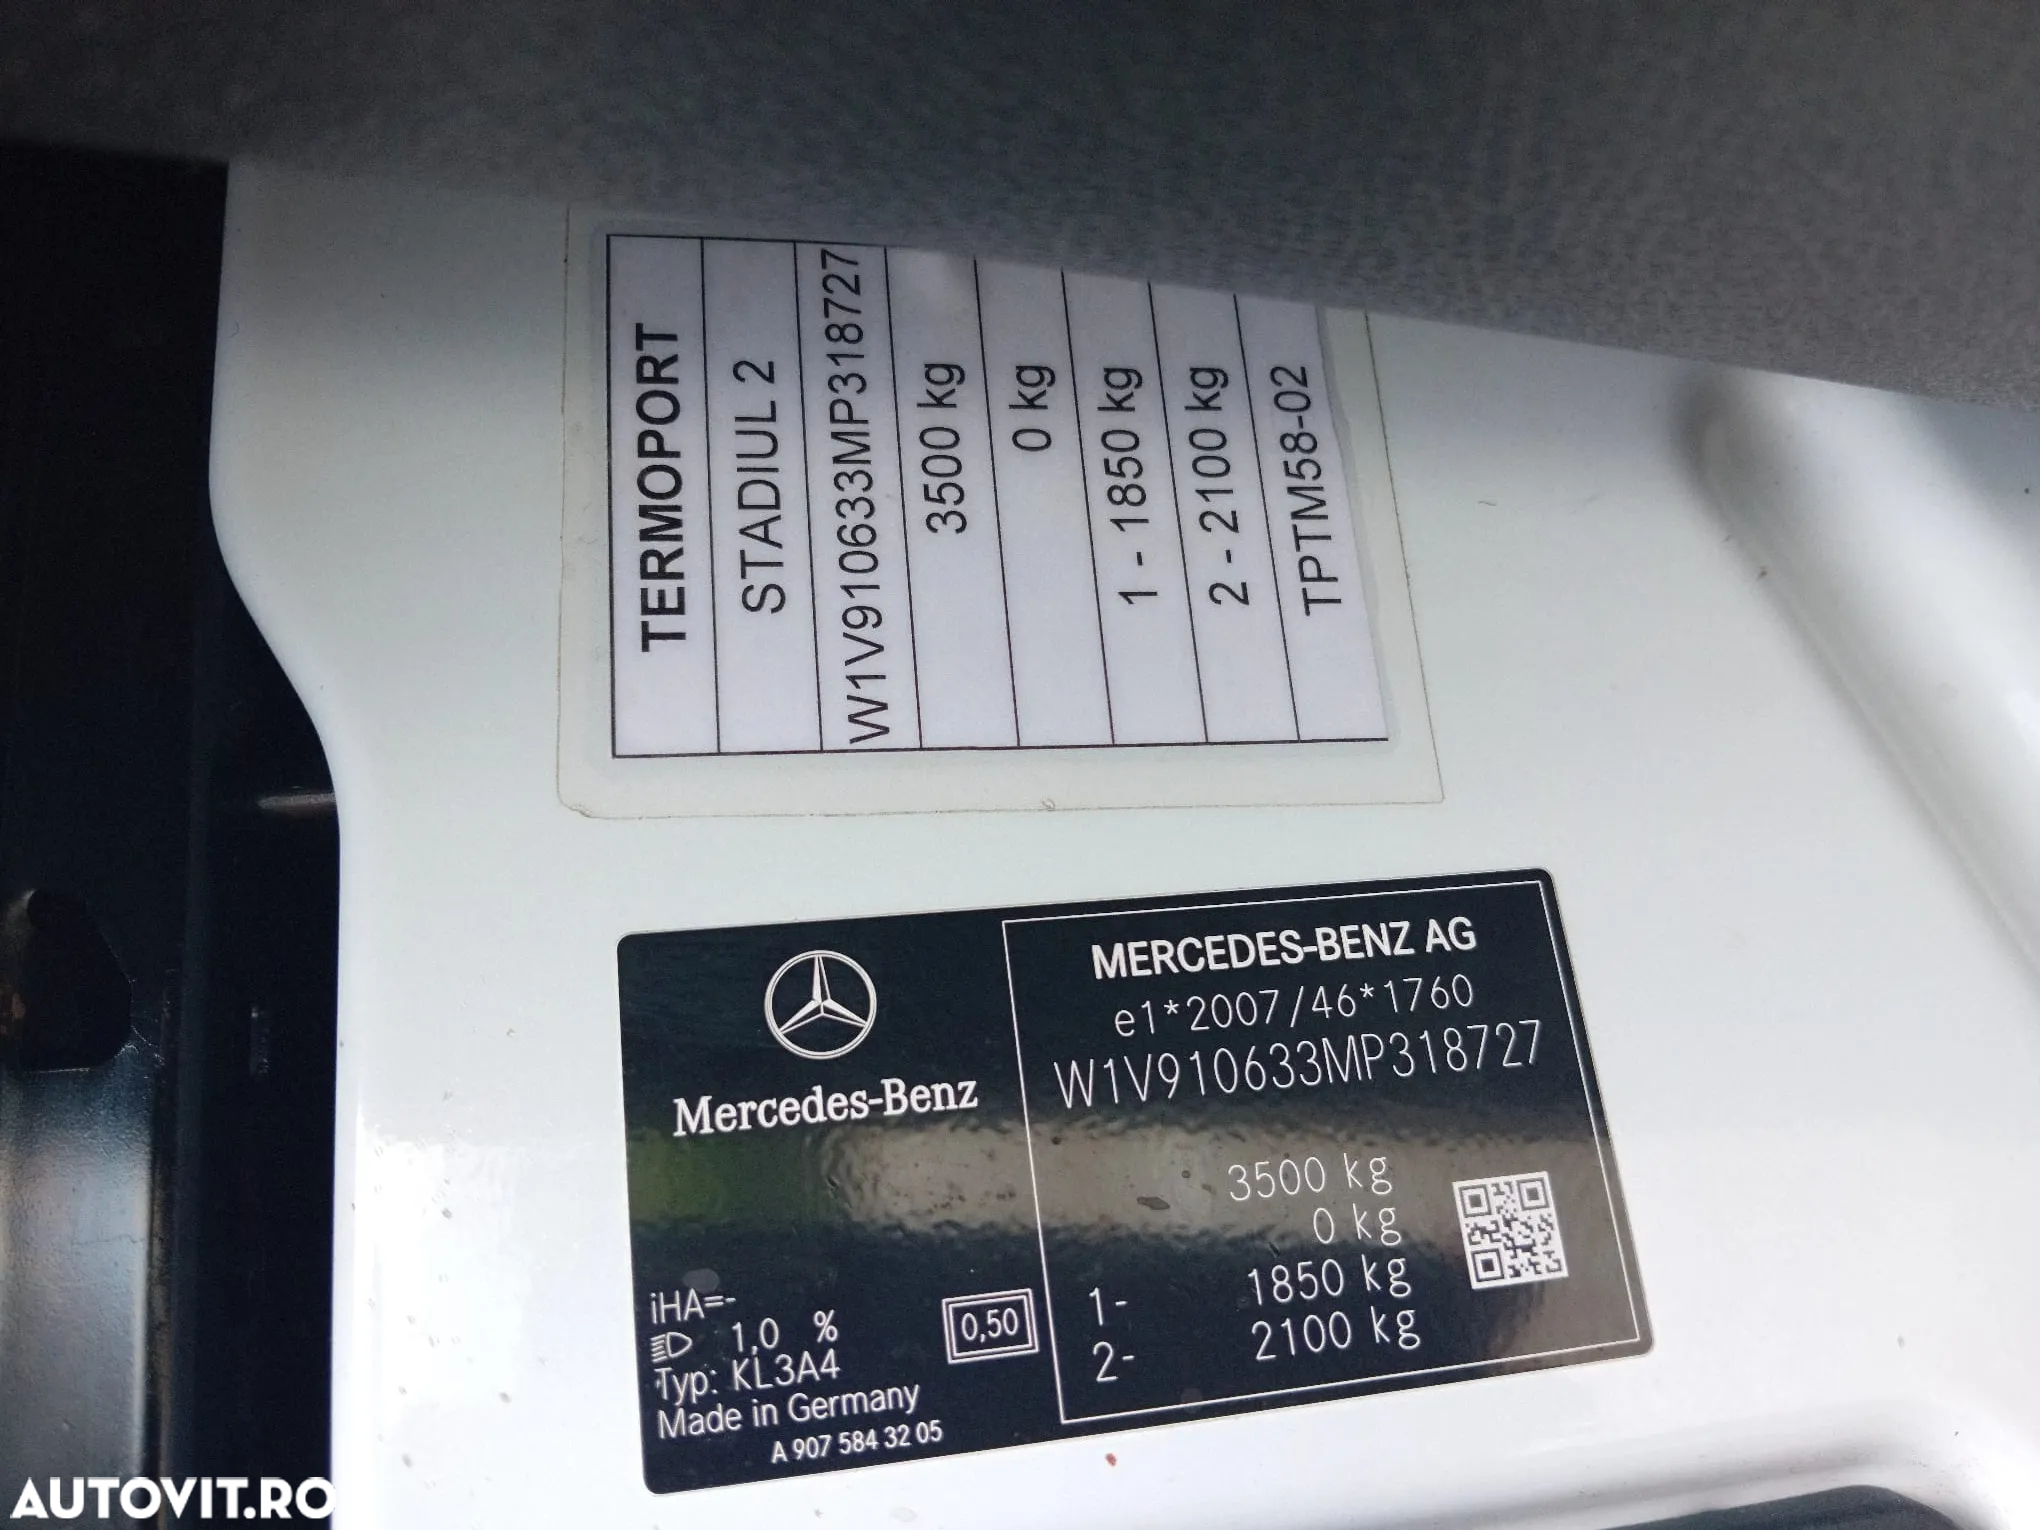 TERMOPORT
STADIUL 2
W1V910633MP318727
3500 kg
0 kg
1 - 1850 kg
2 - 2100 kg
TPTM58-02
Mercedes-Benz
iHA=-
1,0 %
Typ: KL3A4
Made in Germany
A 907 584 32 05
0,50
MERCEDES-BENZ AG
e1*2007/46*1760
W1V910633MP318727
3500 kg
0 kg
1- 1850 kg
2- 2100 kg
AUTOVIT.RO